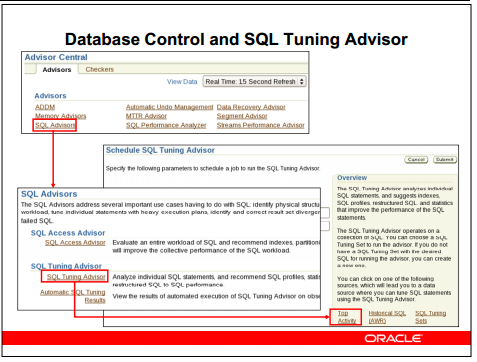 Database Control and SQL Tuning Advisor
Advisor Central
Advisors Checkers
View Data Real Time: 15 Second Refresh
Advisors
ADDM Automatic Undo Management Data Recovery Advisor
Memory Advisors MTTR Advisor Segment Advisor
SQL Advisors SQL Performance Analyzer Streams Performance Advisor
Schedule SQL Tuning Advisor
Cancel Submit
Specify the following parameters to schedule a job to run the SQL Tuning Advisor.
Overview
The SQL Tuning Advisor analyzes individual
SQL statements, and suggests indexes,
SQL profiles, restructured SQL, and statistics
that improve the performance of the SQL
statements.
The SQL Tuning Advisor operates on a
collection of SQL. You can choose a SQL
Tuning Set to run the advisor. If you do not
have a SQL Tuning Set with the desired
SQL for running the advisor, you can create
a new one.
You can click on one of the following
sources, which will lead you to a data
source where you can tune SQL statements
using the SQL Tuning Advisor.
Top Historical SQL SQL Tuning
Activity (AWR) Sets
SQL Advisors
The SQL Advisors address several important use cases having to do with SQL: identify physical structu
workload, tune individual statements with heavy execution plans, identify and correct result set divergen
failed SQL.
SQL Access Advisor
SQL Access Advisor Evaluate an entire workload of SQL and recommend indexes, partitioni
will improve the collective performance of the SQL workload.
SQL Tuning Advisor
SQL Tuning Advisor Analyze individual SQL statements, and recommend SQL profiles, statis
restructured SQL to SQL performance.
Automatic SQL Tuning View the results of automated execution of SQL Tuning Advisor on obse
Results
ORACLE